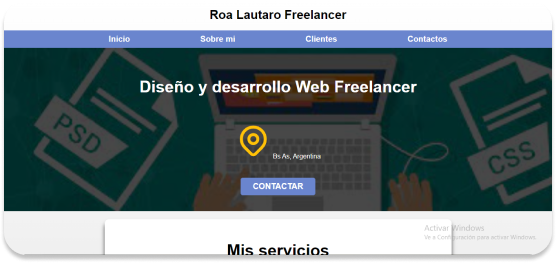 Roa Lautaro Freelancer
Inicio Sobre mi Clientes Contactos
Diseño y desarrollo Web Freelancer
PSD
CSS
Bs As, Argentina
CONTACTAR
Activar Windows
Ve a Configuración para activar Windows.
Mis servicios